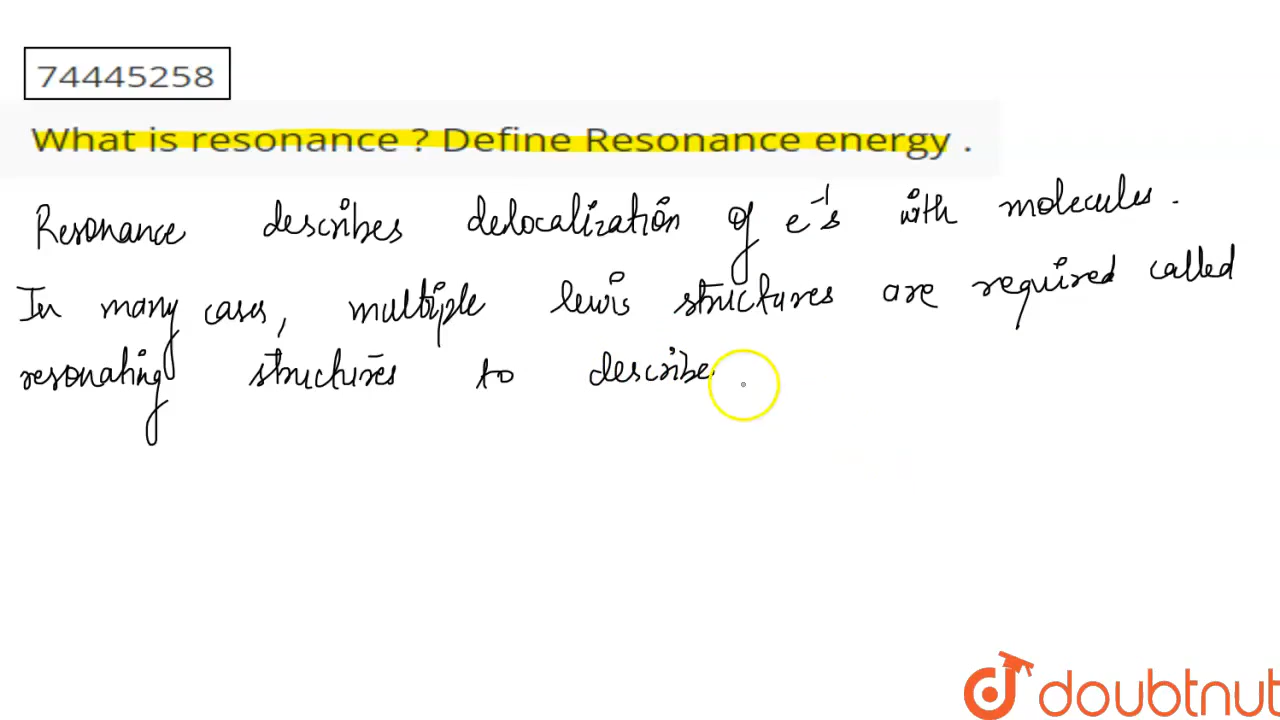 74445258
What is resonance ? Define Resonance energy .
Resonance describes delocalization of e⁻¹s with molecules.
In many cases, multiple lewis structures are required called
resonating structures to describe
doubtnut